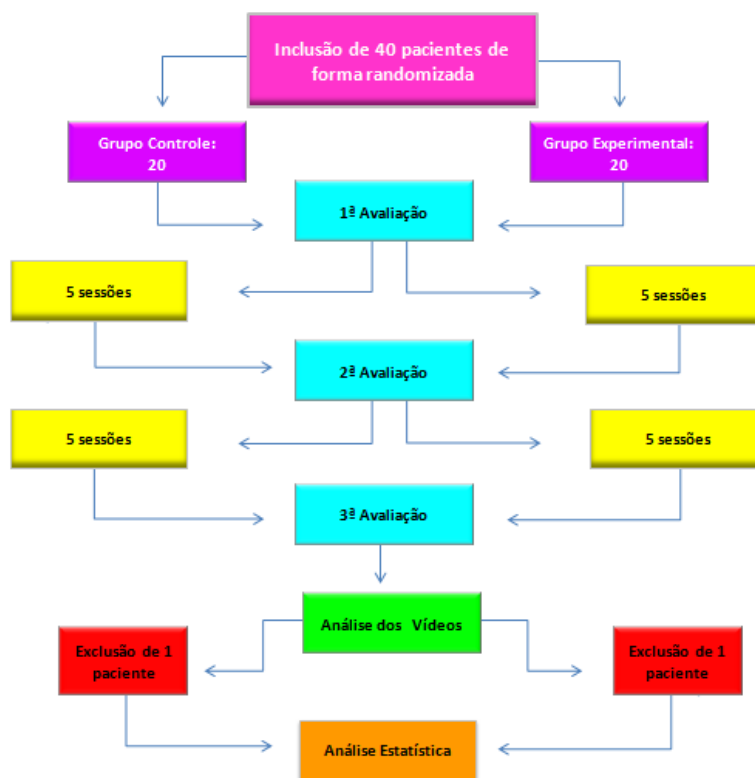 Inclusão de 40 pacientes de
forma randomizada
Grupo Controle:
20
Grupo Experimental:
20
1ª Avaliação
5 sessões
5 sessões
2ª Avaliação
5 sessões
5 sessões
3ª Avaliação
Análise dos Vídeos
Exclusão de 1
paciente
Exclusão de 1
paciente
Análise Estatística